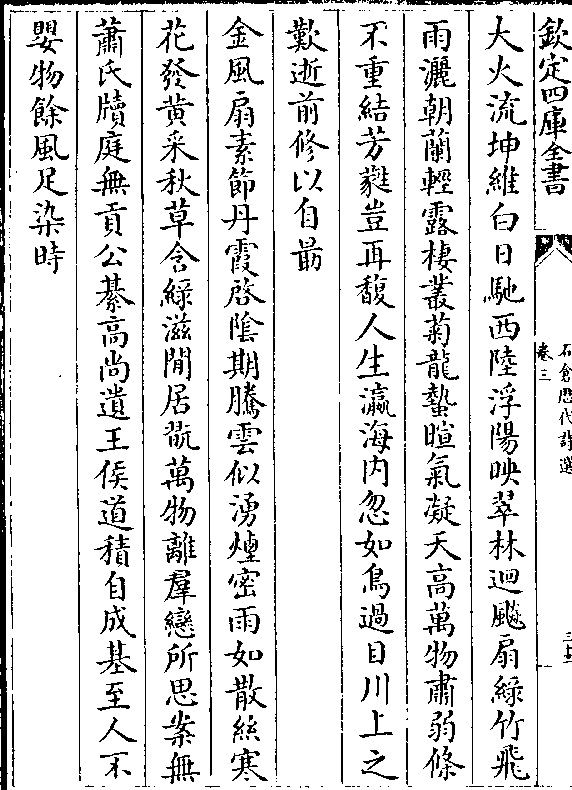 欽定四庫全書
石倉歷代詩選
卷三
大火流坤維白日馳西陸浮陽映翠林迴飈扇綠竹飛
雨灑朝蘭輕露棲叢菊龍蟄暄氣凝天高萬物肅弱條
不重結芳蕤豈再馥人生瀛海内忽如鳥過目川上之
歎逝前修以自勗
金風扇素節丹霞啓陰期騰雲似湧煙密雨如散絲寒
花發黄采秋草含綠滋閒居翫萬物離羣戀所思案無
蕭氏牘庭無貢公綦高尚遺王侯道積自成基至人不
嬰物餘風足染時